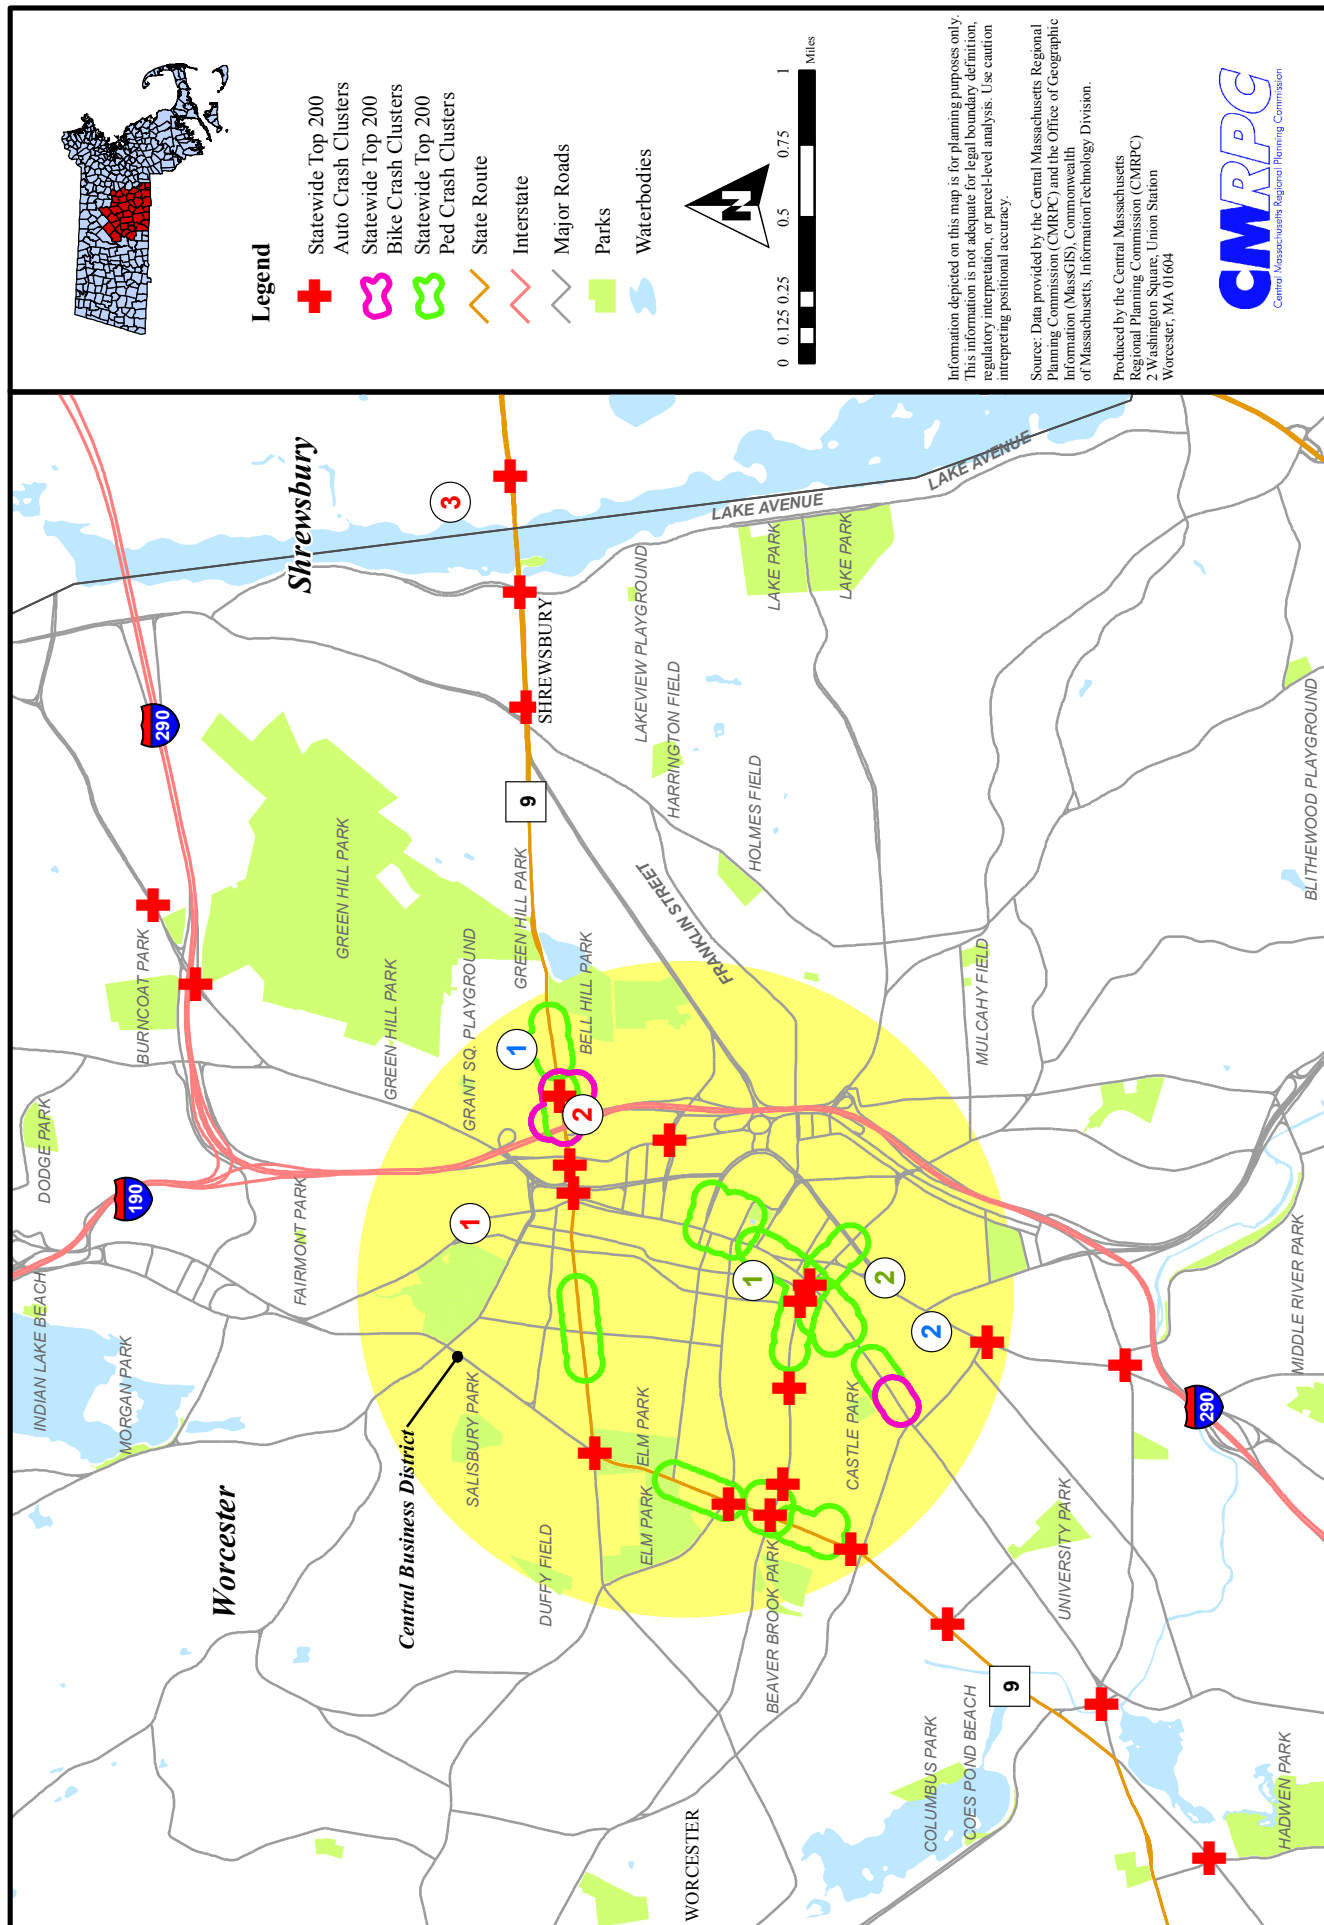 Legend
Statewide Top 200
Auto Crash Clusters
Statewide Top 200
Bike Crash Clusters
Statewide Top 200
Ped Crash Clusters
State Route
Interstate
Major Roads
Parks
Waterbodies
N
0 0.125 0.25 0.5 0.75 1
Miles
Information depicted on this map is for planning purposes only.
This information is not adequate for legal boundary definition,
regulatory interpretation, or parcel-level analysis. Use caution
intrepreting positional accuracy.
Source: Data provided by the Central Massachusetts Regional
Planning Commission (CMRPC) and the Office of Geographic
Information (MassGIS), Commonwealth
of Massachusetts, InformationTechnology Division.
Produced by the Central Massachusetts
Regional Planning Commission (CMRPC)
2 Washington Square, Union Station
Worcester, MA 01604
CMRPC
Central Massachusetts Regional Planning Commission
Shrewsbury
3
LAKE AVENUE
LAKE AVENUE
LAKE PARK
LAKE PARK
SHREWSBURY
LAKEVIEW PLAYGROUND
HARRINGTON FIELD
HOLMES FIELD
BLITHEWOOD PLAYGROUND
290
9
GREEN HILL PARK
GREEN HILL PARK
GREEN HILL PARK
BURNCOAT PARK
GRANT SQ. PLAYGROUND
BELL HILL PARK
FRANKLIN STREET
MULCAHY FIELD
DODGE PARK
190
FAIRMONT PARK
1
2
1
1
2
2
INDIAN LAKE BEACH
MORGAN PARK
MIDDLE RIVER PARK
290
Central Business District
SALISBURY PARK
ELM PARK
ELM PARK
CASTLE PARK
DUFFY FIELD
BEAVER BROOK PARK
UNIVERSITY PARK
Worcester
9
COLUMBUS PARK
COES POND BEACH
HADWEN PARK
WORCESTER